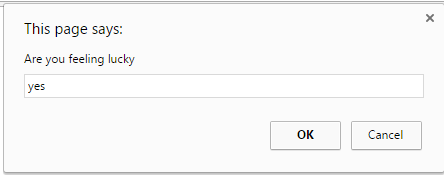 This page says:
Are you feeling lucky
yes
OK
Cancel